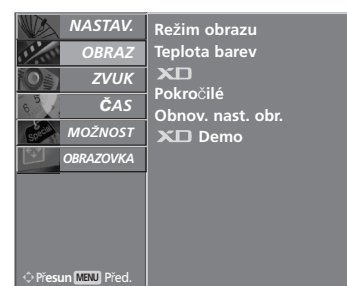 NASTAV.
OBRAZ
ZVUK
ČAS
Special
MOŽNOST
OBRAZOVKA
Režim obrazu
Teplota barev
XD
Pokročilé
Obnov. nast. obr.
XD Demo
Přesun MENU Před.